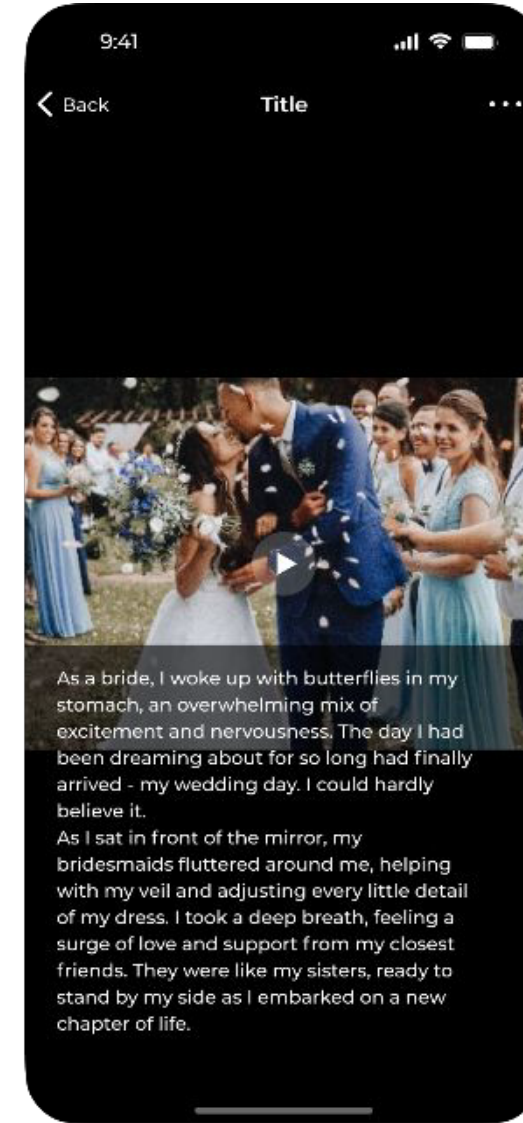 9:41
Back
Title
As a bride, I woke up with butterflies in my
stomach, an overwhelming mix of
excitement and nervousness. The day I had
been dreaming about for so long had finally
arrived - my wedding day. I could hardly
believe it.
As I sat in front of the mirror, my
bridesmaids fluttered around me, helping
with my veil and adjusting every little detail
of my dress. I took a deep breath, feeling a
surge of love and support from my closest
friends. They were like my sisters, ready to
stand by my side as I embarked on a new
chapter of life.